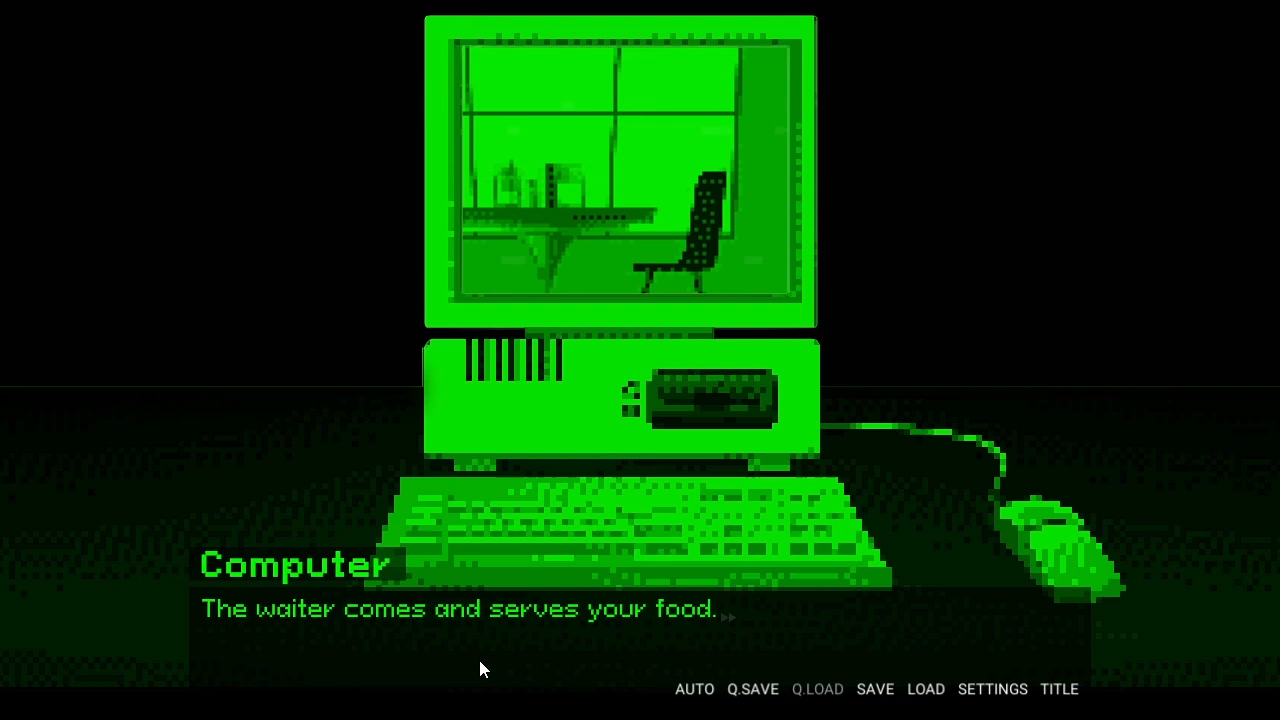 Computer
The waiter comes and serves your food.
AUTO Q.SAVE Q.LOAD SAVE LOAD SETTINGS TITLE